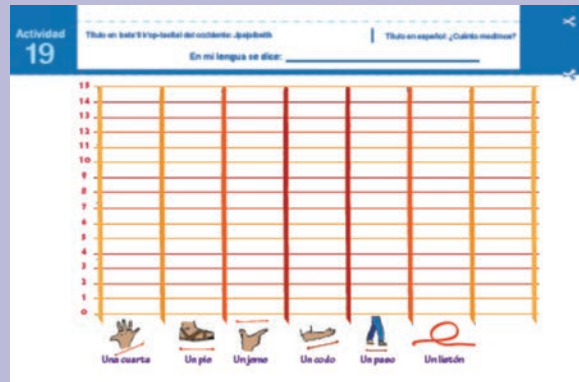 Actividad
19
Título en español: ¿Cuánto medimos?
En mi lengua se dice:
15
14
13
12
11
10
9
8
7
6
5
4
3
2
1
0
Una cuarta
Un pie
Un jeme
Un codo
Un paso
Un listón